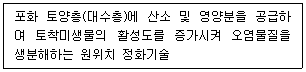 포화 토양층(대수층)에 산소 및 영양분을 공급하
여 토착미생물의 활성도를 증가시켜 오염물질을
생분해하는 원위치 정화기술